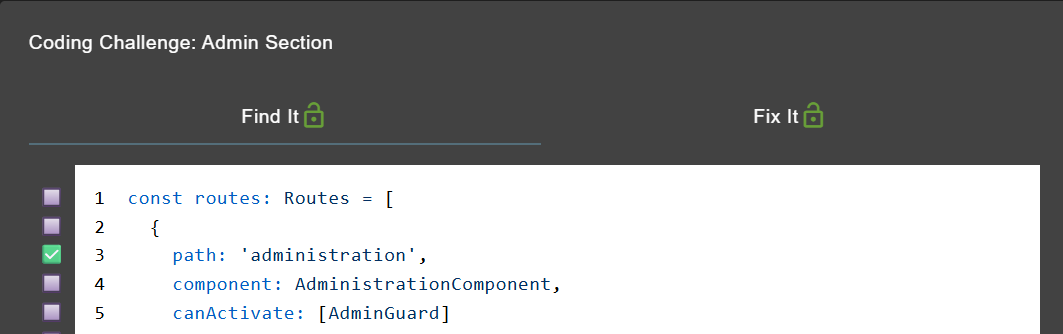 Coding Challenge: Admin Section
Find It Fix It
1 const routes: Routes = [
2 {
3 path: 'administration',
4 component: AdministrationComponent,
5 canActivate: [AdminGuard]